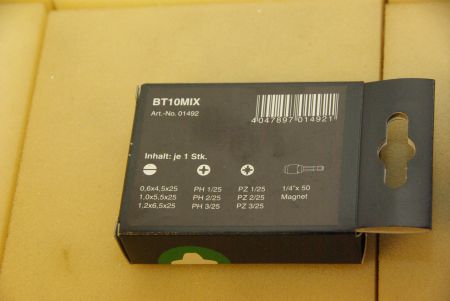 BT10MIX
Art.-No. 01492
4 047897 014921
Inhalt: je 1 Stk.
0,6x4,5x25 PH 1/25 PZ 1/25 1/4"x 50
1,0x5,5x25 PH 2/25 PZ 2/25 Magnet
1,2x6,5x25 PH 3/25 PZ 3/25